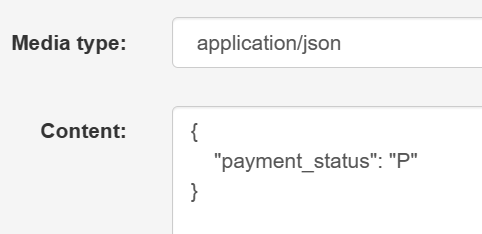 Media type: application/json
Content: {
    "payment_status": "P"
}